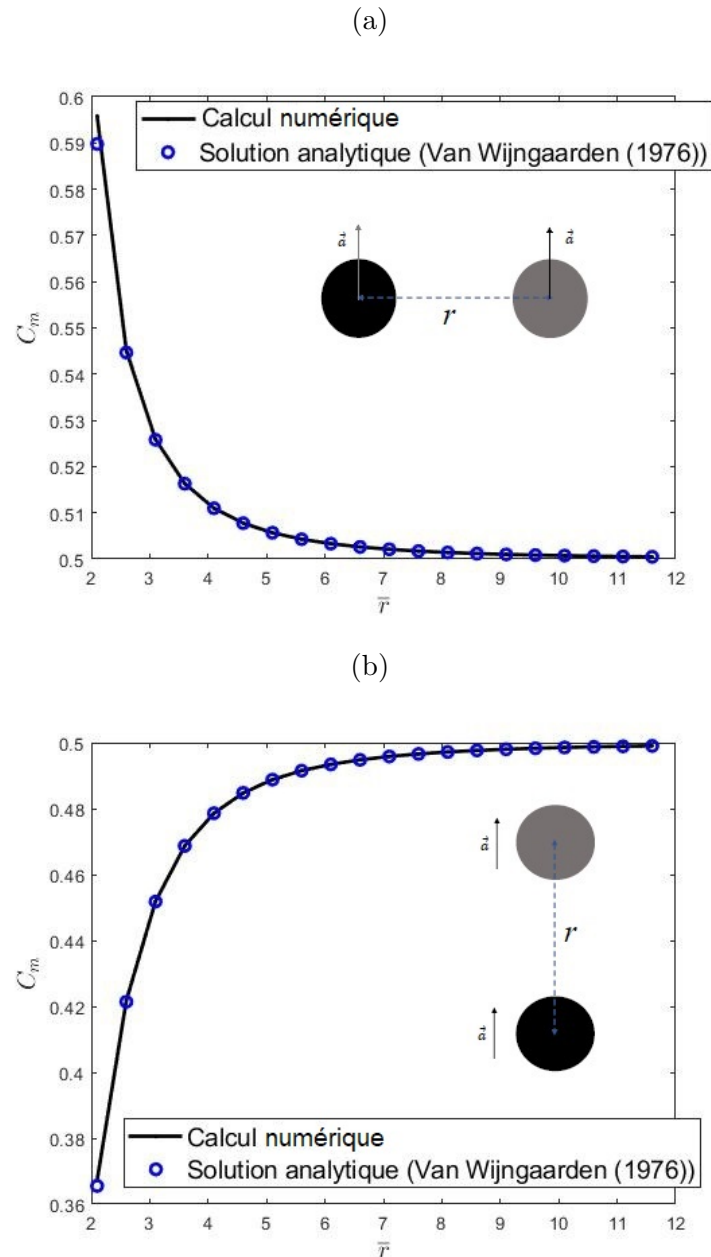 (a)
0.6
Calcul numérique
0.59
Solution analytique (Van Wijngaarden (1976))
0.58
0.57
0.56
0.55
0.54
0.53
0.52
0.51
0.5
C_m
a⃗
a⃗
r
2 3 4 5 6 7 8 9 10 11 12
r̅
(b)
0.5
0.48
0.46
0.44
0.42
0.4
0.38
0.36
C_m
a⃗
r
a⃗
Calcul numérique
Solution analytique (Van Wijngaarden (1976))
2 3 4 5 6 7 8 9 10 11 12
r̅